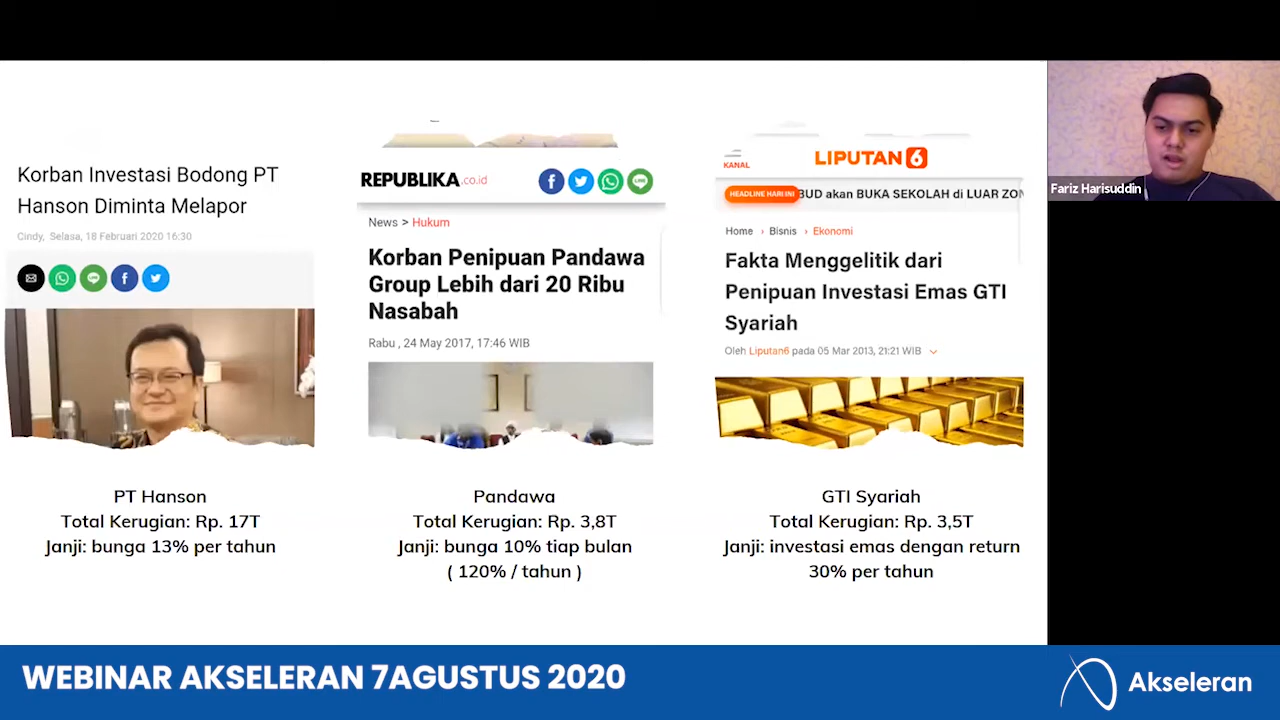 Korban Investasi Bodong PT
Hanson Diminta Melapor
Cindy, Selasa, 18 Februari 2020 16:30
REPUBLIKA.co.id
News > Hukum
Korban Penipuan Pandawa
Group Lebih dari 20 Ribu
Nasabah
Rabu , 24 May 2017, 17:46 WIB
KANAL
LIPUTAN 6
HEADLINE HARI INI BUD akan BUKA SEKOLAH di LUAR ZON
Home › Bisnis › Ekonomi
Fakta Menggelitik dari
Penipuan Investasi Emas GTI
Syariah
Oleh Liputan6 pada 05 Mar 2013, 21:21 WIB
PT Hanson
Total Kerugian: Rp. 17T
Janji: bunga 13% per tahun
Pandawa
Total Kerugian: Rp. 3,8T
Janji: bunga 10% tiap bulan
( 120% / tahun )
GTI Syariah
Total Kerugian: Rp. 3,5T
Janji: investasi emas dengan return
30% per tahun
Fariz Harisuddin
WEBINAR AKSELERAN 7AGUSTUS 2020
Akseleran